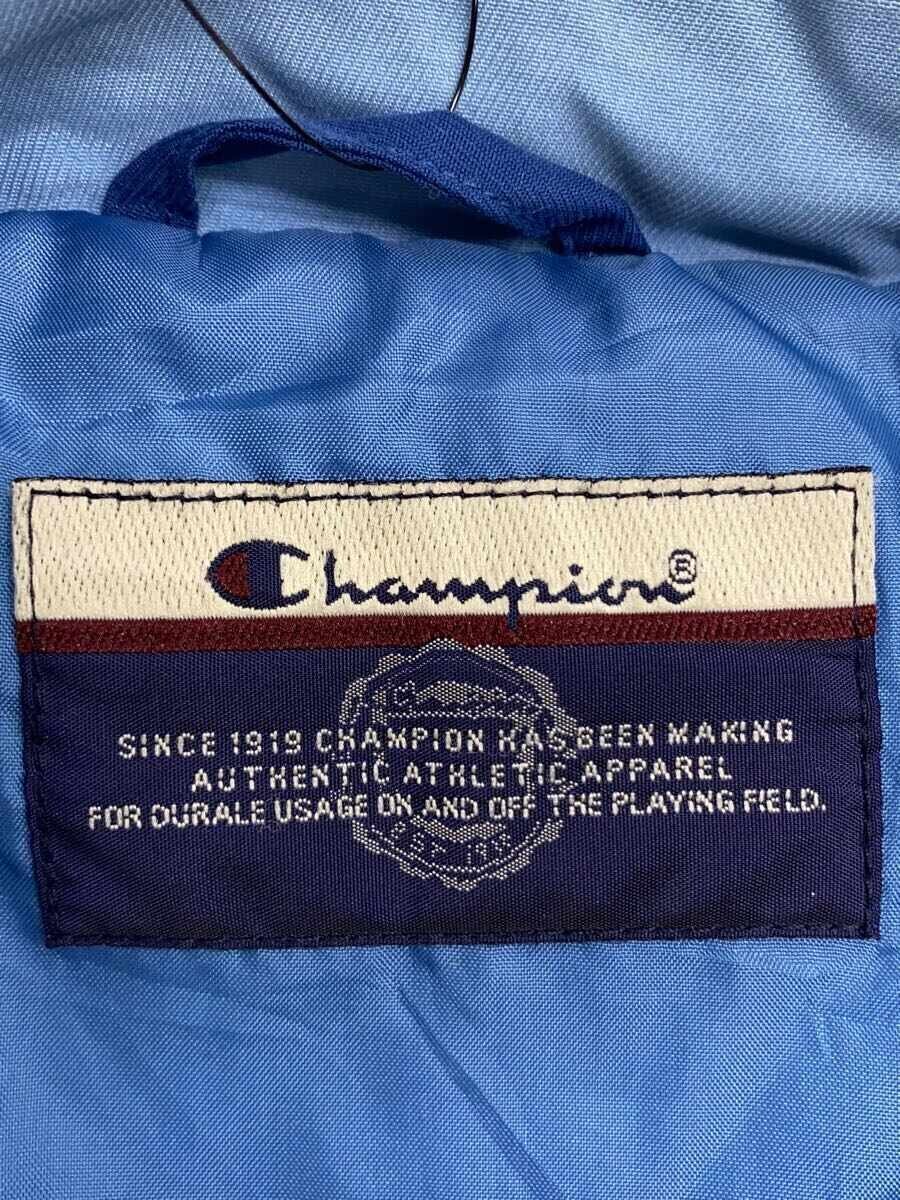 Champion®
SINCE 1919 CHAMPION HAS BEEN MAKING
AUTHENTIC ATHLETIC APPAREL
FOR DURALE USAGE ON AND OFF THE PLAYING FIELD.